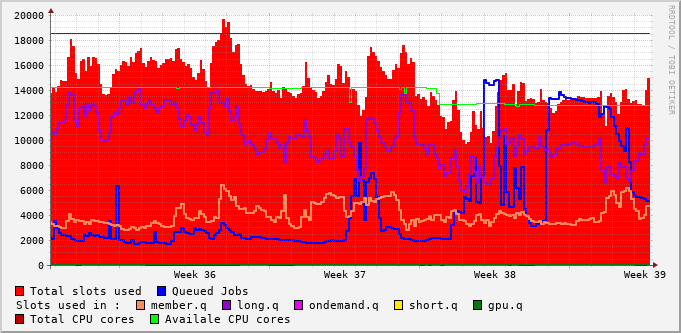 RRDTOOL / TOBI OETIKER
20000
18000
16000
14000
12000
10000
8000
6000
4000
2000
0
Week 36 Week 37 Week 38 Week 39
Total slots used Queued Jobs
Slots used in : member.q long.q ondemand.q short.q gpu.q
Total CPU cores Availale CPU cores